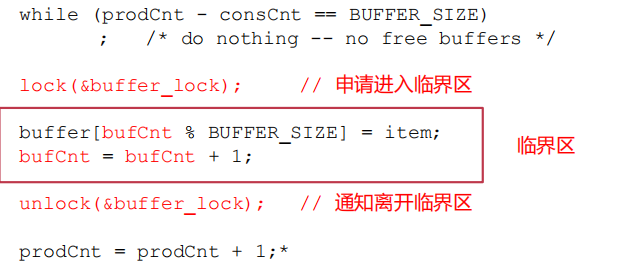 while (prodCnt - consCnt == BUFFER_SIZE)
; /* do nothing -- no free buffers */
lock(&buffer_lock); // 申请进入临界区
buffer[bufCnt % BUFFER_SIZE] = item;
bufCnt = bufCnt + 1;
临界区
unlock(&buffer_lock); // 通知离开临界区
prodCnt = prodCnt + 1;*